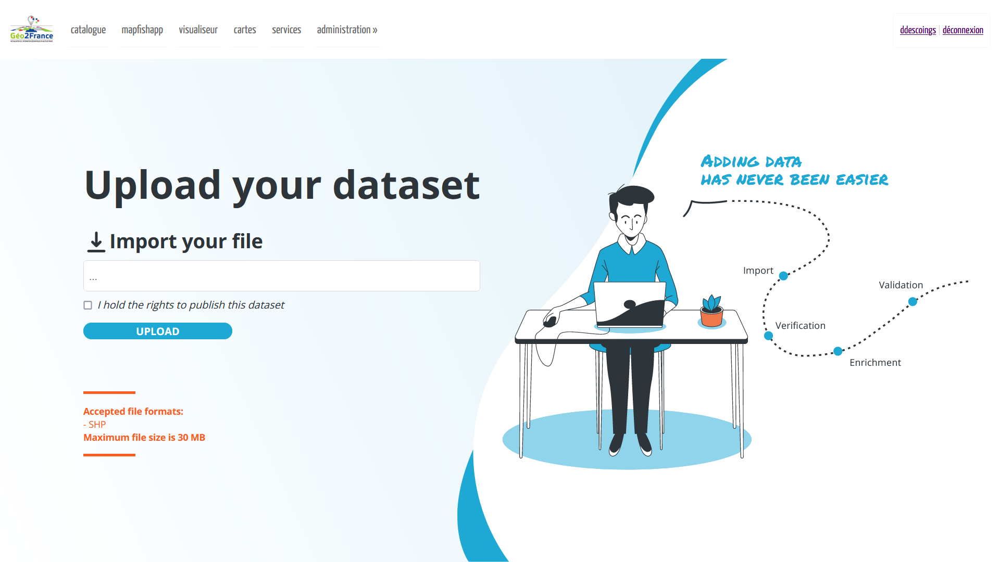 Géo2France
catalogue
mapfishapp
visualiseur
cartes
services
administration »
ddescoings | déconnexion
Upload your dataset
Import your file
...
I hold the rights to publish this dataset
UPLOAD
Accepted file formats:
- SHP
Maximum file size is 30 MB
ADDING DATA
HAS NEVER BEEN EASIER
Import
Validation
Verification
Enrichment